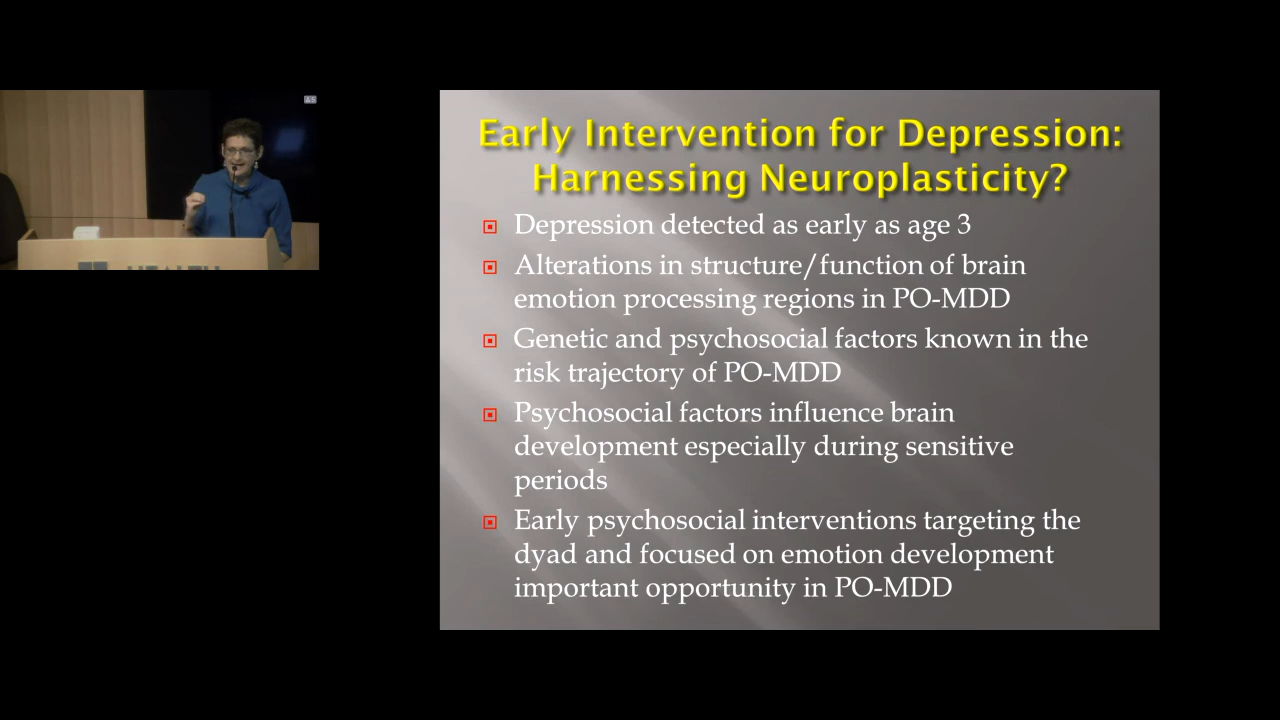 Early Intervention for Depression:
Harnessing Neuroplasticity?
Depression detected as early as age 3
Alterations in structure/function of brain
emotion processing regions in PO-MDD
Genetic and psychosocial factors known in the
risk trajectory of PO-MDD
Psychosocial factors influence brain
development especially during sensitive
periods
Early psychosocial interventions targeting the
dyad and focused on emotion development
important opportunity in PO-MDD